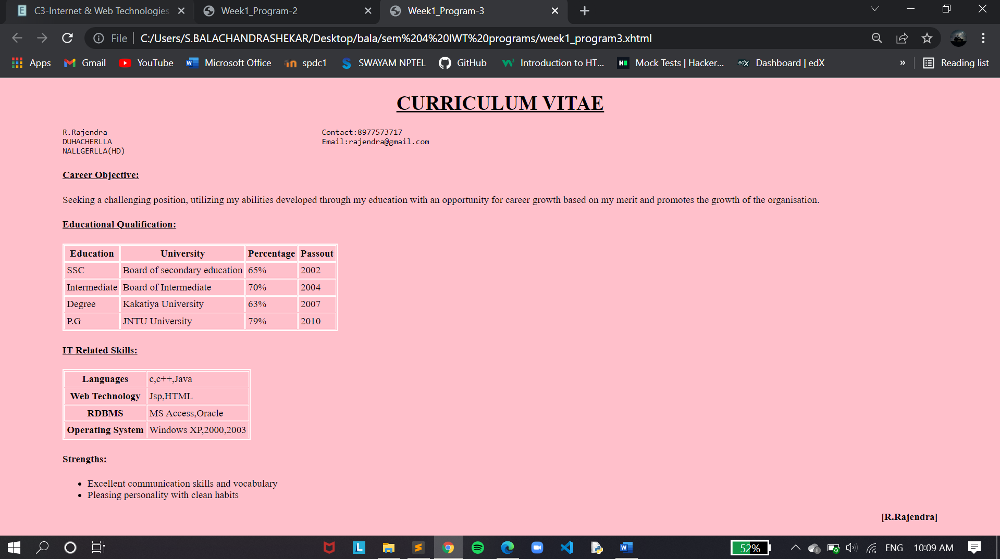 C3-Internet & Web Technologies
Week1_Program-2
Week1_Program-3
File
C:/Users/S.BALACHANDRASHEKAR/Desktop/bala/sem%204%20IWT%20programs/week1_program3.xhtml
Apps Gmail YouTube Microsoft Office spdc1 SWAYAM NPTEL GitHub Introduction to HT... Mock Tests | Hacker... edX Dashboard | edX » Reading list
CURRICULUM VITAE
R.Rajendra Contact:8977573717
DUHACHERLLA Email:rajendra@gmail.com
NALLGERLLA(HD)
Career Objective:
Seeking a challenging position, utilizing my abilities developed through my education with an opportunity for career growth based on my merit and promotes the growth of the organisation.
Educational Qualification:
Education University Percentage Passout
SSC Board of secondary education 65% 2002
Intermediate Board of Intermediate 70% 2004
Degree Kakatiya University 63% 2007
P.G JNTU University 79% 2010
IT Related Skills:
Languages c,c++,Java
Web Technology Jsp,HTML
RDBMS MS Access,Oracle
Operating System Windows XP,2000,2003
Strengths:
• Excellent communication skills and vocabulary
• Pleasing personality with clean habits
[R.Rajendra]
52% ENG 10:09 AM